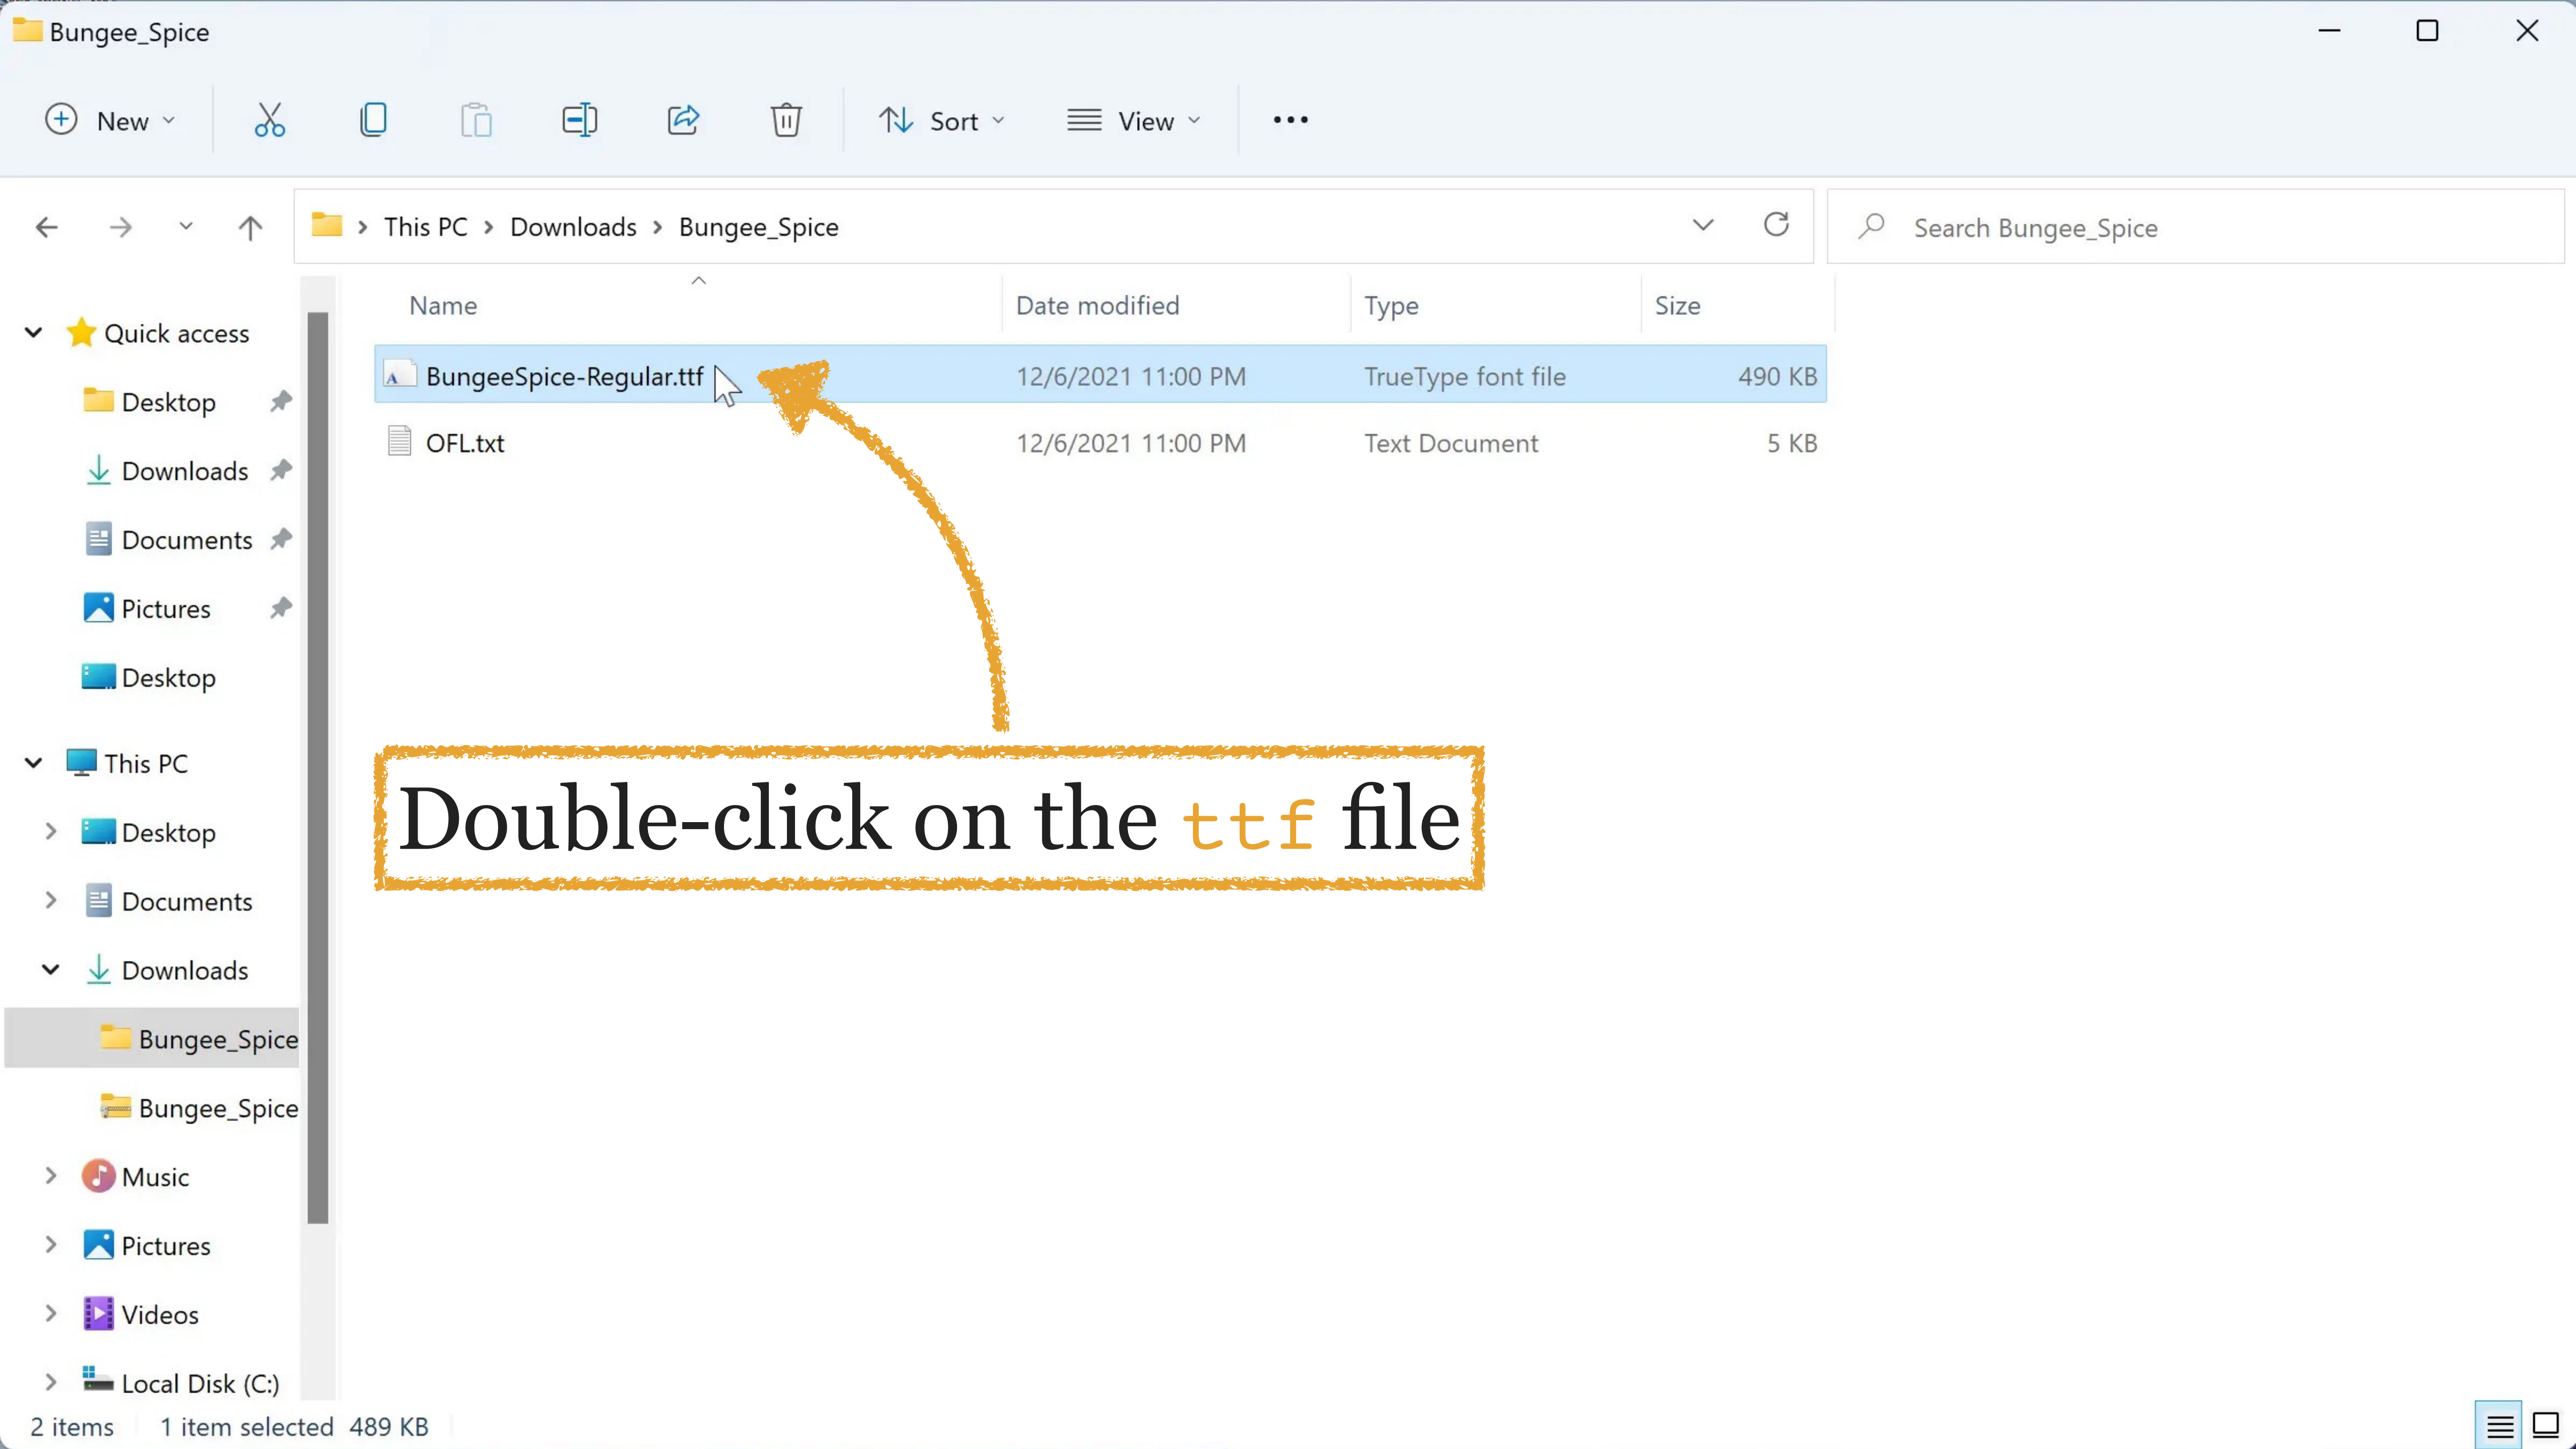 Bungee_Spice
New
Sort
View
This PC > Downloads > Bungee_Spice
Search Bungee_Spice
Name Date modified Type Size
BungeeSpice-Regular.ttf 12/6/2021 11:00 PM TrueType font file 490 KB
OFL.txt 12/6/2021 11:00 PM Text Document 5 KB
Quick access
Desktop
Downloads
Documents
Pictures
Desktop
This PC
Desktop
Documents
Downloads
Bungee_Spice
Bungee_Spice
Music
Pictures
Videos
Local Disk (C:)
Double-click on the ttf file
2 items 1 item selected 489 KB